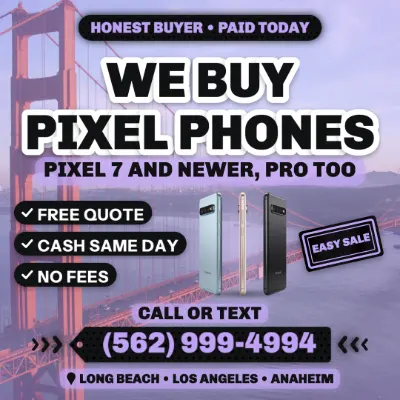 HONEST BUYER • PAID TODAY
WE BUY
PIXEL PHONES
PIXEL 7 AND NEWER, PRO TOO
FREE QUOTE
CASH SAME DAY
NO FEES
EASY SALE
CALL OR TEXT
(562) 999-4994
LONG BEACH • LOS ANGELES • ANAHEIM